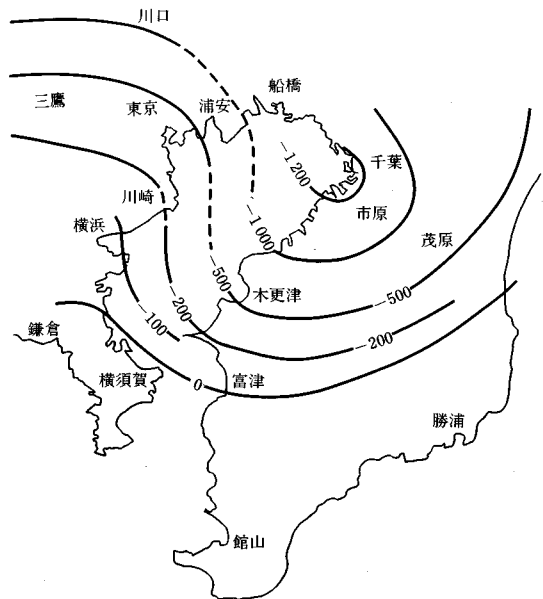 川口
船橋
三鷹
東京
浦安
千葉
-1200
川崎
市原
横浜
-1000
茂原
-500
木更津
-500
-200
-100
-200
鎌倉
横須賀
0
富津
勝浦
館山